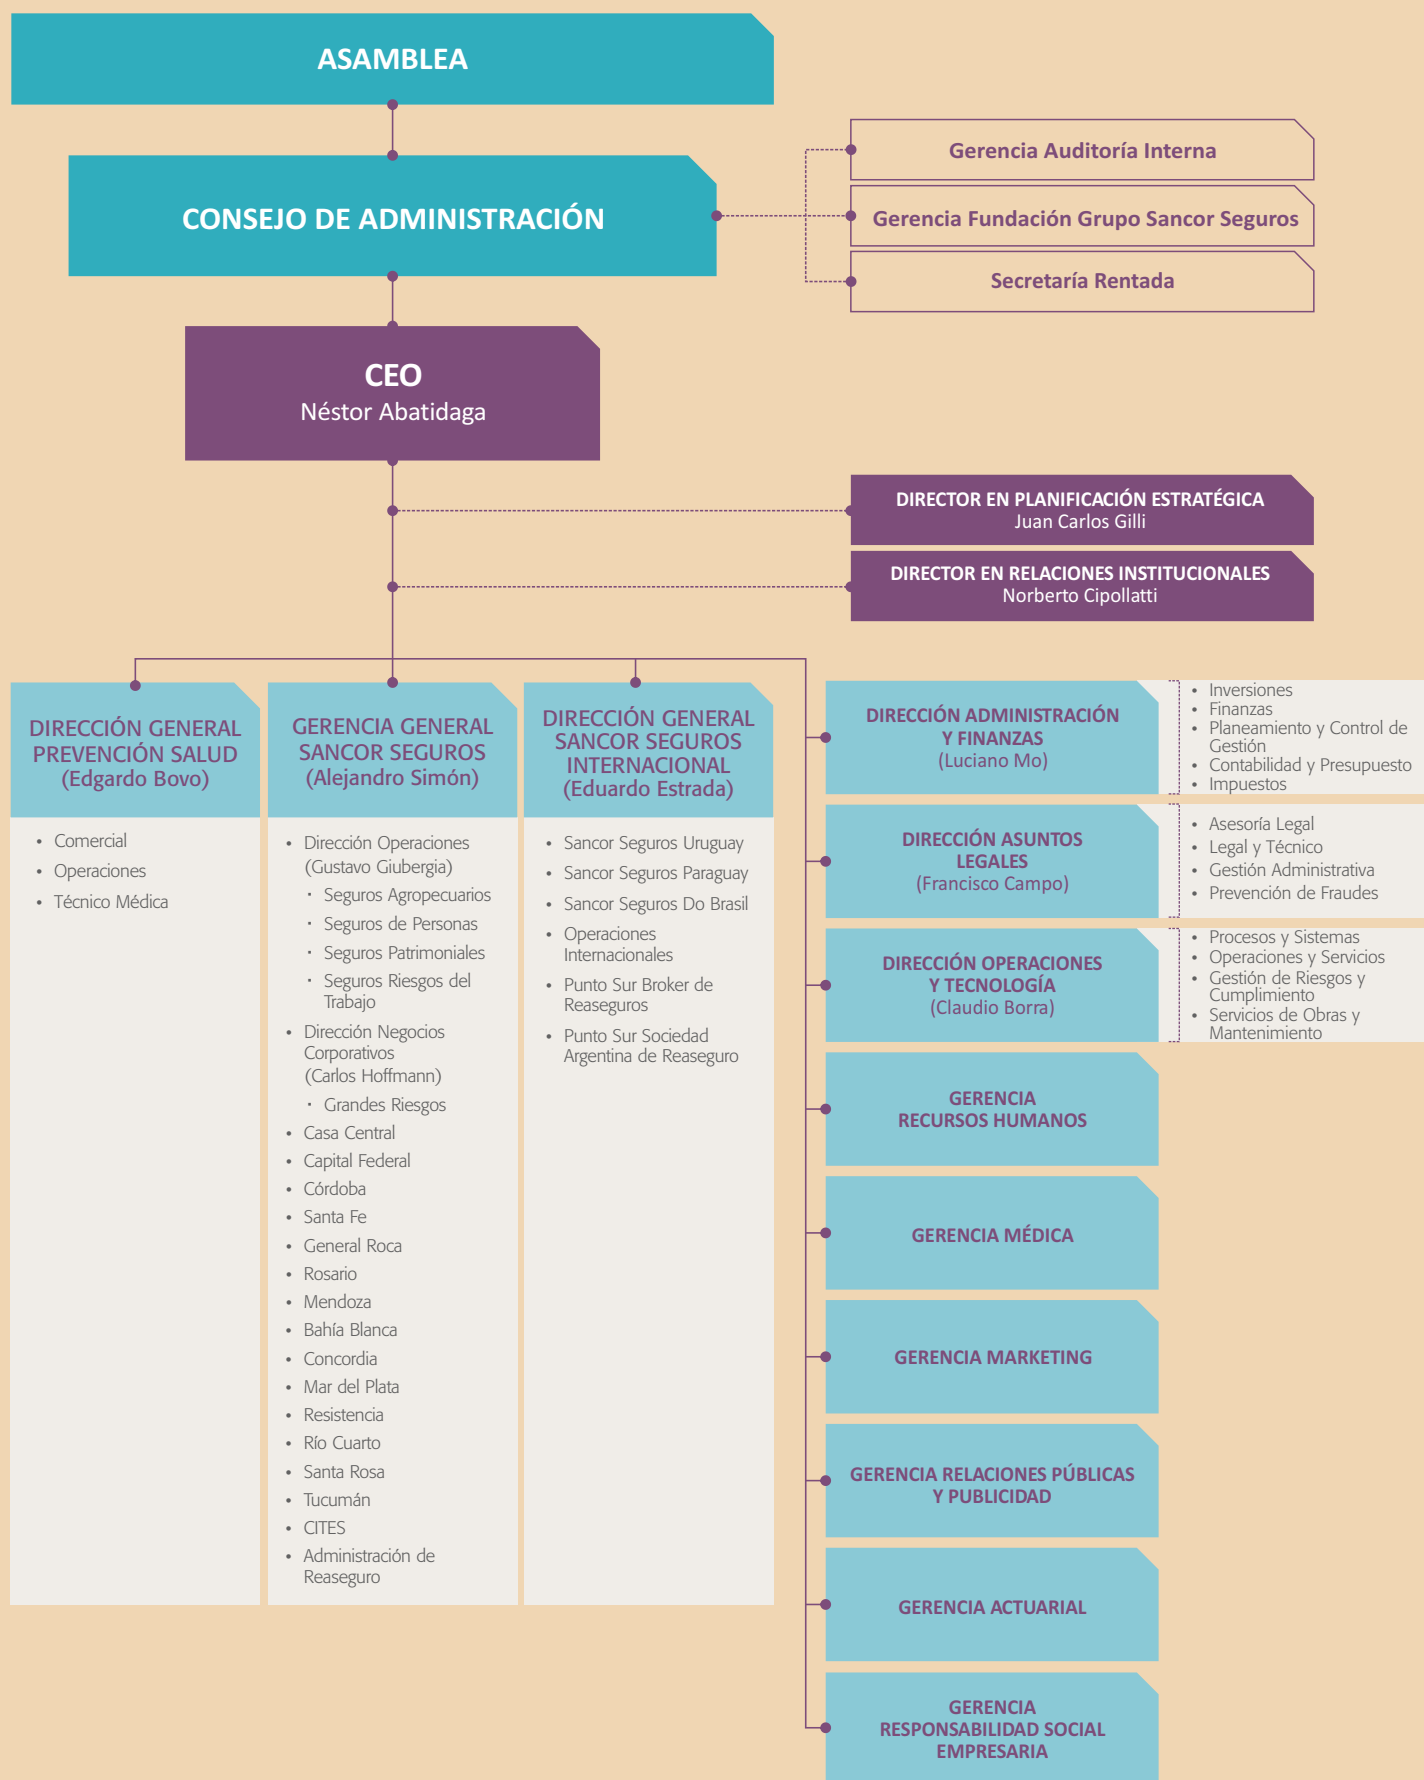 ASAMBLEA
CONSEJO DE ADMINISTRACIÓN
Gerencia Auditoría Interna
Gerencia Fundación Grupo Sancor Seguros
Secretaría Rentada
CEO
Néstor Abatidaga
DIRECTOR EN PLANIFICACIÓN ESTRATÉGICA
Juan Carlos Gilli
DIRECTOR EN RELACIONES INSTITUCIONALES
Norberto Cipollatti
DIRECCIÓN GENERAL
PREVENCIÓN SALUD
(Edgardo Bovo)
• Comercial
• Operaciones
• Técnico Médica
GERENCIA GENERAL
SANCOR SEGUROS
(Alejandro Simón)
• Dirección Operaciones
(Gustavo Giubergia)
· Seguros Agropecuarios
· Seguros de Personas
· Seguros Patrimoniales
· Seguros Riesgos del
Trabajo
• Dirección Negocios
Corporativos
(Carlos Hoffmann)
· Grandes Riesgos
• Casa Central
• Capital Federal
• Córdoba
• Santa Fe
• General Roca
• Rosario
• Mendoza
• Bahía Blanca
• Concordia
• Mar del Plata
• Resistencia
• Río Cuarto
• Santa Rosa
• Tucumán
• CITES
• Administración de
Reaseguro
DIRECCIÓN GENERAL
SANCOR SEGUROS
INTERNACIONAL
(Eduardo Estrada)
• Sancor Seguros Uruguay
• Sancor Seguros Paraguay
• Sancor Seguros Do Brasil
• Operaciones
Internacionales
• Punto Sur Broker de
Reaseguros
• Punto Sur Sociedad
Argentina de Reaseguro
DIRECCIÓN ADMINISTRACIÓN
Y FINANZAS
(Luciano Mo)
• Inversiones
• Finanzas
• Planeamiento y Control de
Gestión
• Contabilidad y Presupuesto
• Impuestos
DIRECCIÓN ASUNTOS
LEGALES
(Francisco Campo)
• Asesoría Legal
• Legal y Técnico
• Gestión Administrativa
• Prevención de Fraudes
DIRECCIÓN OPERACIONES
Y TECNOLOGÍA
(Claudio Borra)
• Procesos y Sistemas
• Operaciones y Servicios
• Gestión de Riesgos y
Cumplimiento
• Servicios de Obras y
Mantenimiento
GERENCIA
RECURSOS HUMANOS
GERENCIA MÉDICA
GERENCIA MARKETING
GERENCIA RELACIONES PÚBLICAS
Y PUBLICIDAD
GERENCIA ACTUARIAL
GERENCIA
RESPONSABILIDAD SOCIAL
EMPRESARIA